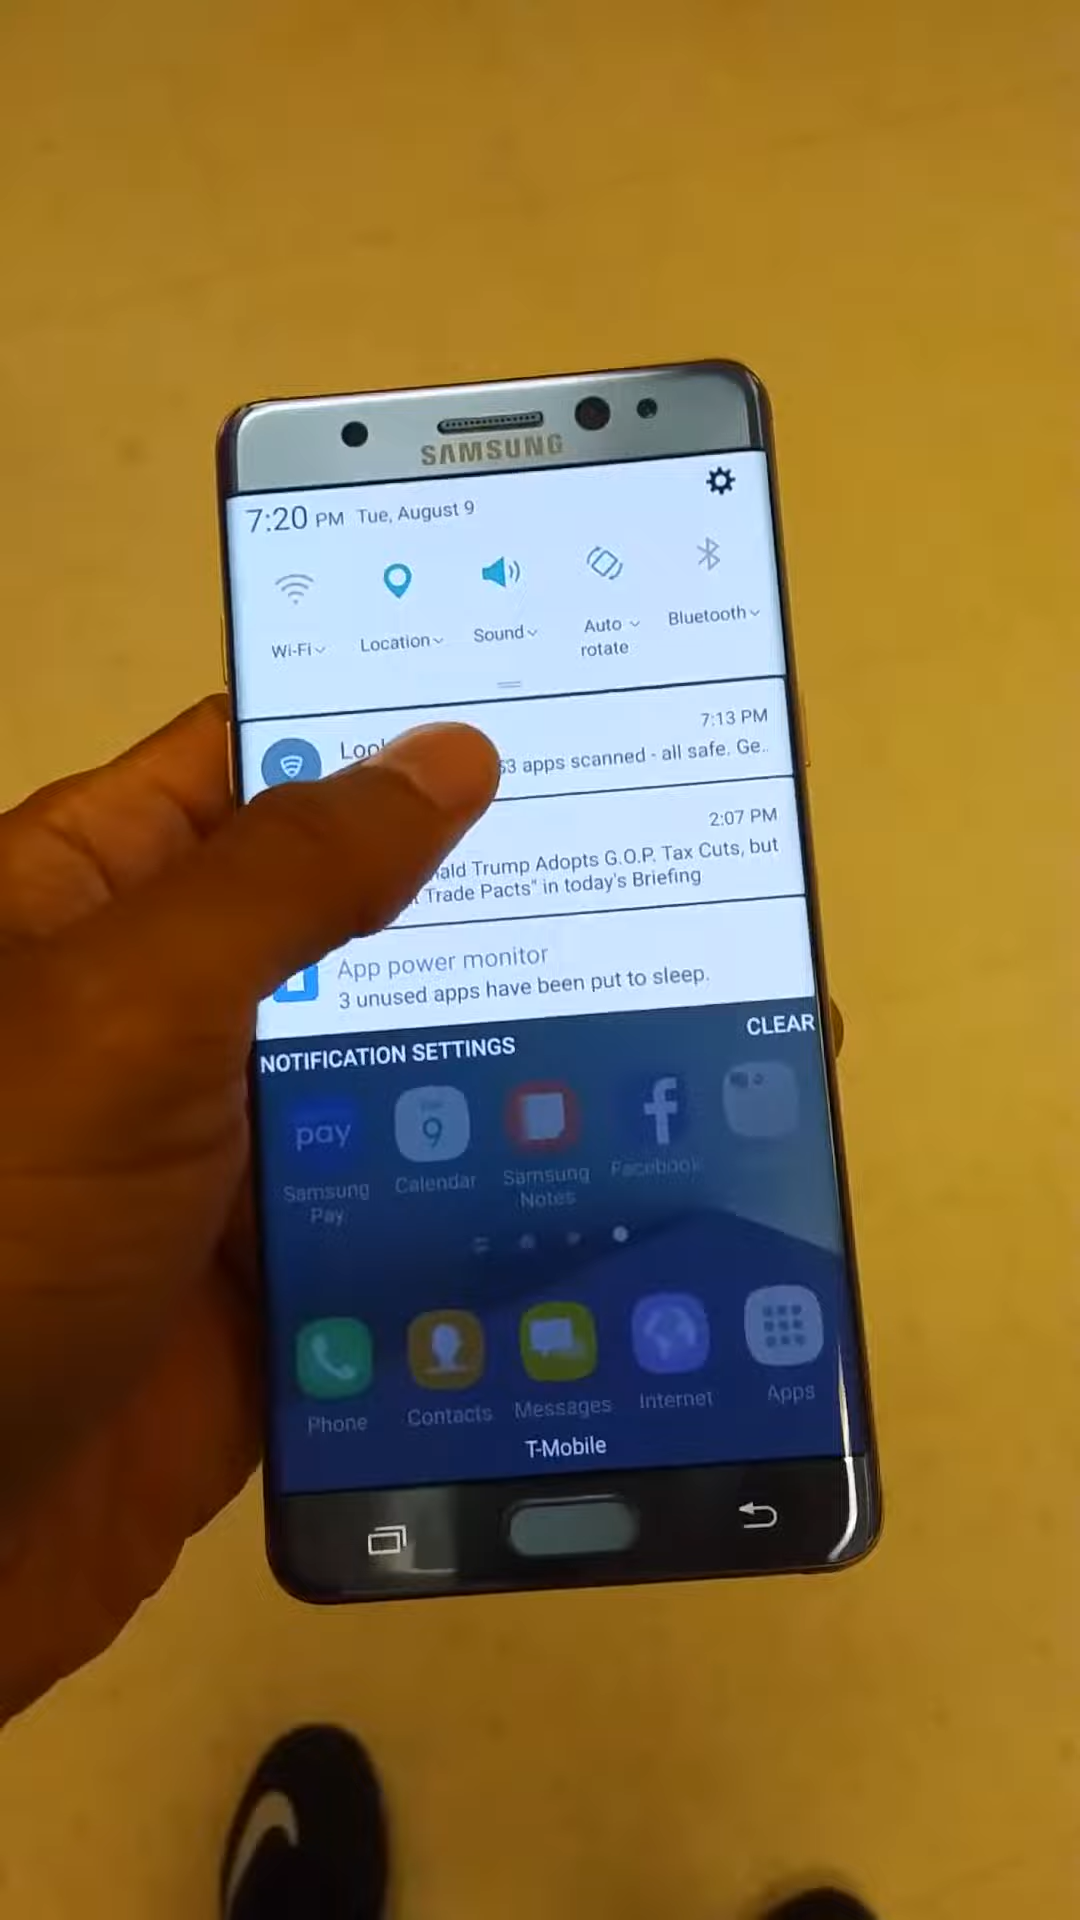 SAMSUNG
7:20 PM Tue, August 9
Wi-Fi
Location
Sound
Auto rotate
Bluetooth
7:13 PM
53 apps scanned - all safe. Ge..
2:07 PM
Trump Adopts G.O.P. Tax Cuts, but
Trade Pacts" in today's Briefing
App power monitor
3 unused apps have been put to sleep.
CLEAR
NOTIFICATION SETTINGS
pay
9
Samsung Pay
Calendar
Samsung Notes
Facebook
Phone
Contacts
Messages
Internet
Apps
T-Mobile